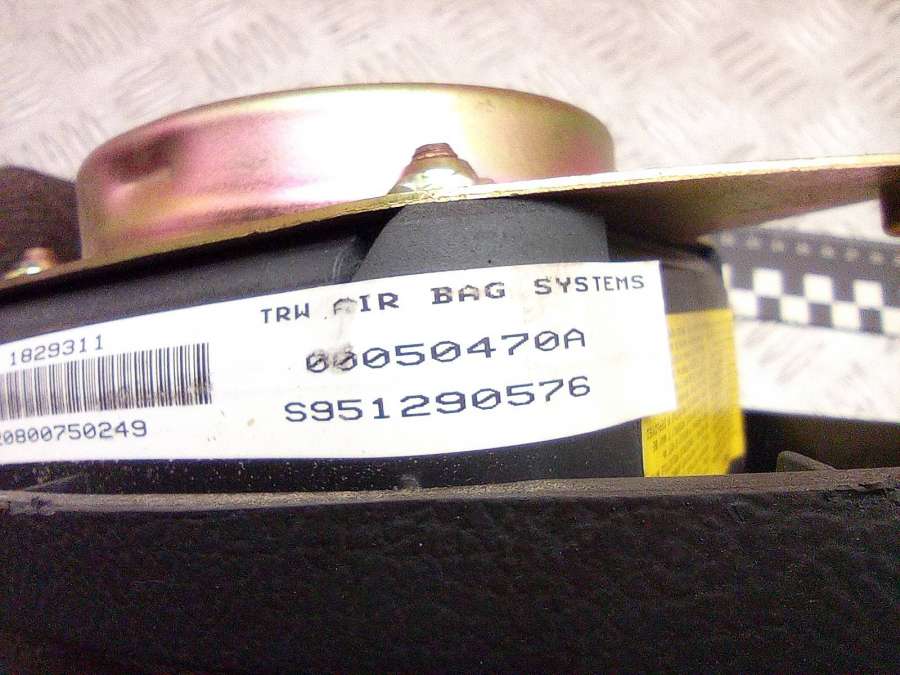 TRW AIR BAG SYSTEMS
1829311
00050470A
S951290576
20800750249